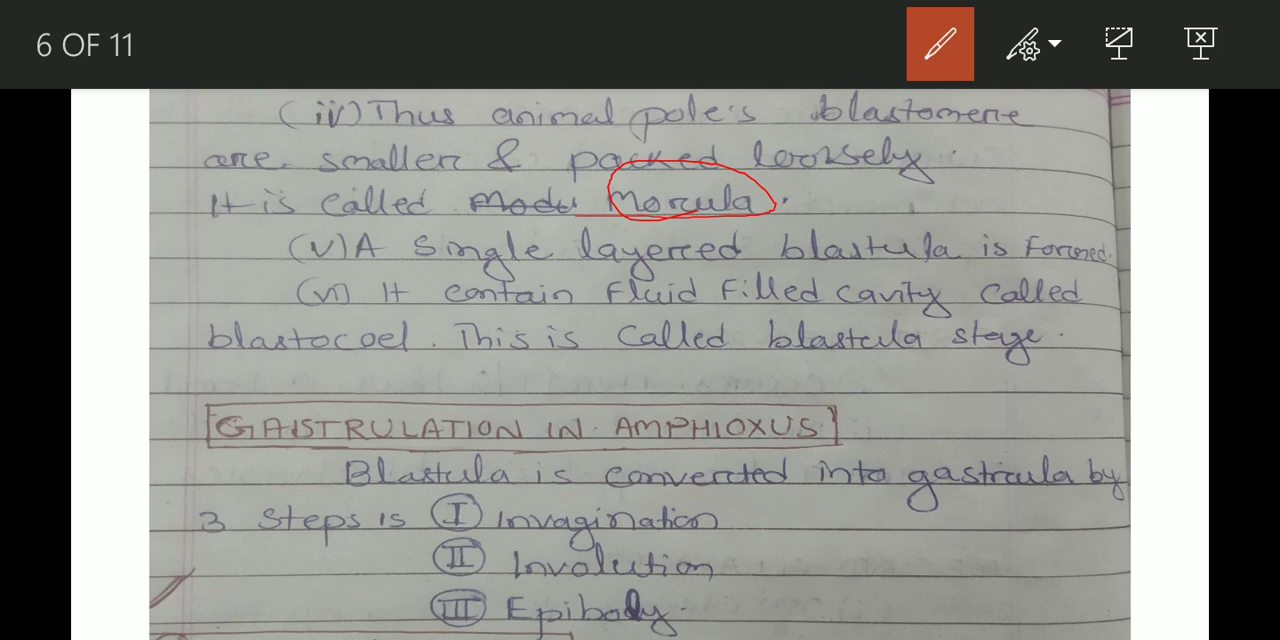 6 OF 11
(iv) Thus animal pole's blastomere
are smaller & packed loorsely.
It is called Modu Morula.
(v) A single layered blastula is Formed.
(vi) It contain Fluid Filled cavity called
blastocoel. This is called blastula stage.
GASTRULATION IN AMPHIOXUS
Blastula is converted into gastrula by
3 Steps is I Invagination
II Involution
III Epibody.